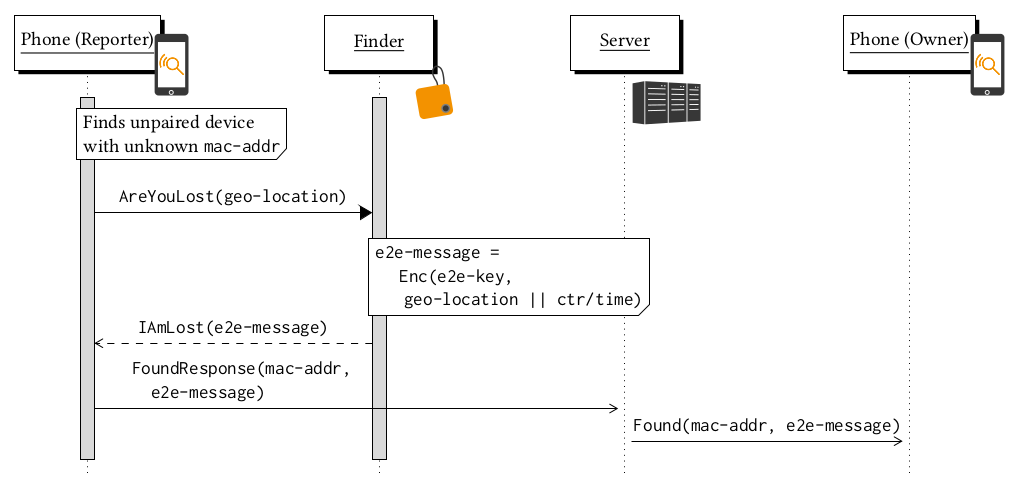 Phone (Reporter)
Finder
Server
Phone (Owner)
Finds unpaired device
with unknown mac-addr
AreYouLost(geo-location)
e2e-message =
Enc(e2e-key,
geo-location || ctr/time)
IAmLost(e2e-message)
FoundResponse(mac-addr,
e2e-message)
Found(mac-addr, e2e-message)